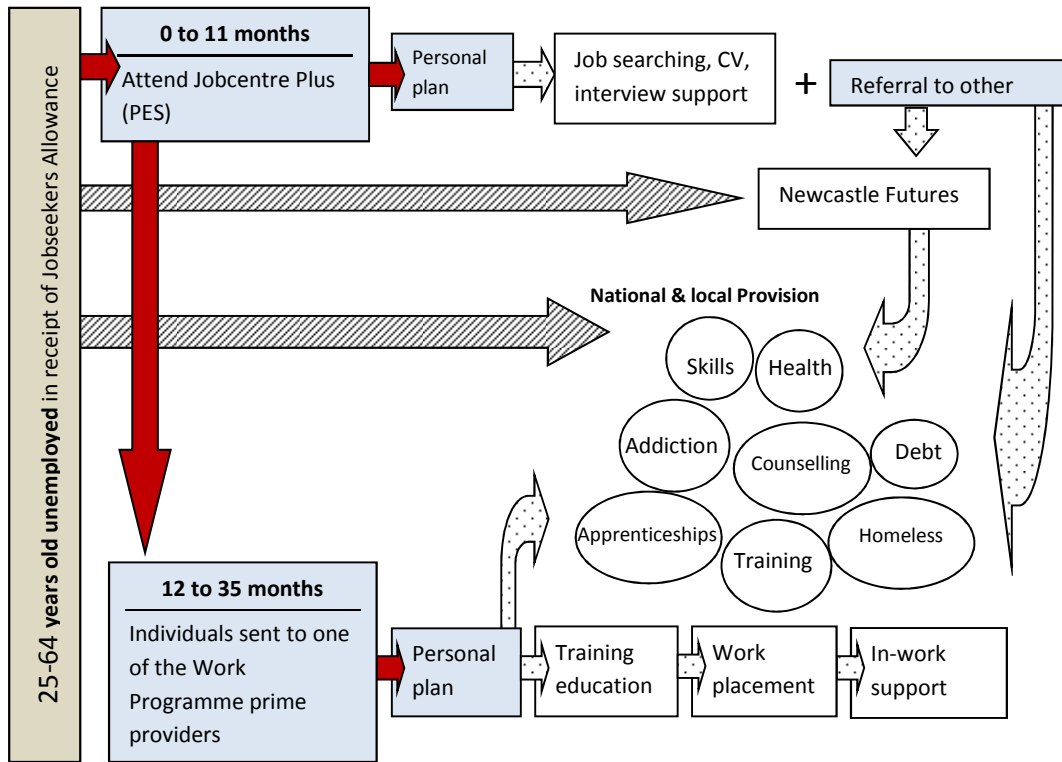 25-64 years old unemployed in receipt of Jobseekers Allowance
0 to 11 months
Attend Jobcentre Plus
(PES)
Personal
plan
Job searching, CV,
interview support
+
Referral to other
Newcastle Futures
National & local Provision
Skills
Health
Addiction
Counselling
Debt
Apprenticeships
Training
Homeless
12 to 35 months
Individuals sent to one
of the Work
Programme prime
providers
Personal
plan
Training
education
Work
placement
In-work
support